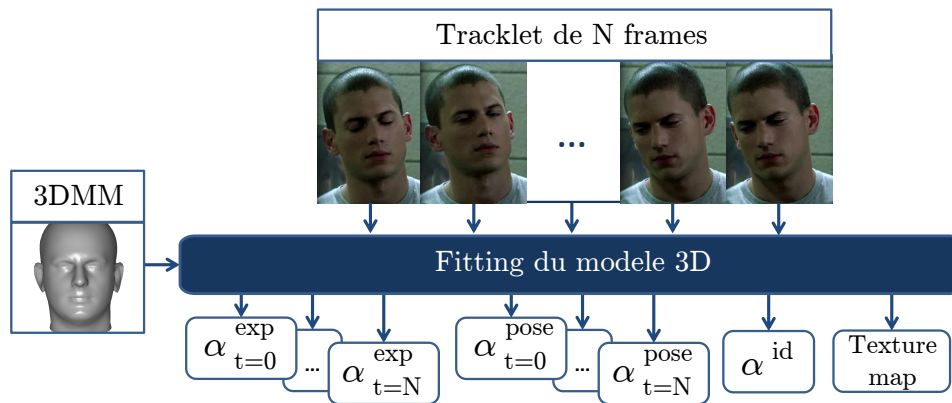 Tracklet de N frames
...
3DMM
Fitting du modele 3D
α exp t=0
...
α exp t=N
α pose t=0
...
α pose t=N
α id
Texture
map